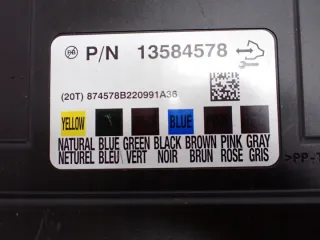 86 P/N 13584578
(20T) 874578B220991A36
YELLOW BLUE
NATURAL BLUE GREEN BLACK BROWN PINK GRAY
NETUREL BLEU VERT NOIR BRUN ROSE GRIS
>PP-T